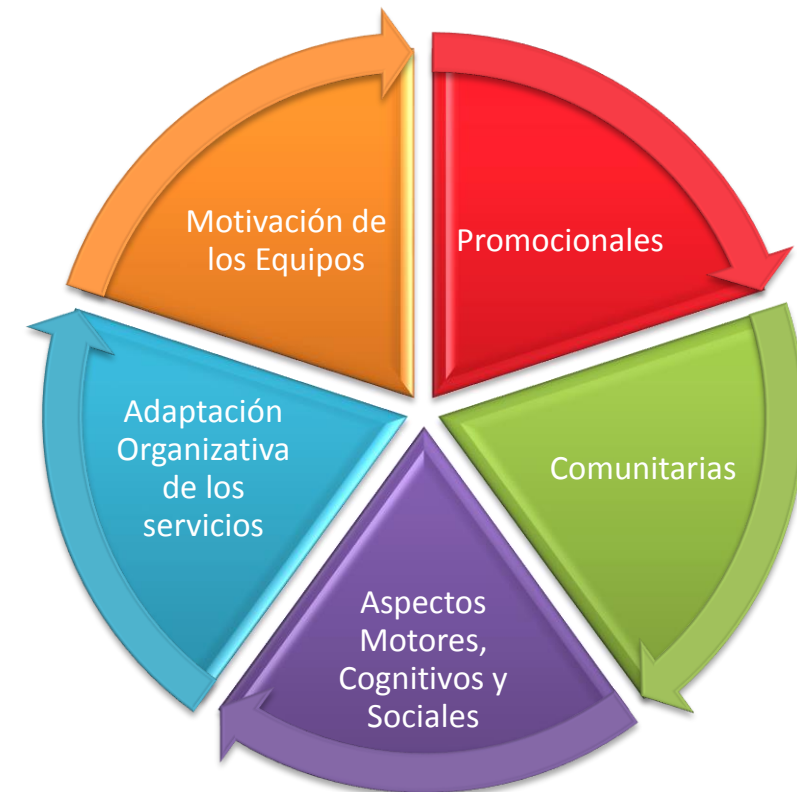 Motivación de
los Equipos
Promocionales
Adaptación
Organizativa
de los
servicios
Comunitarias
Aspectos
Motores,
Cognitivos y
Sociales